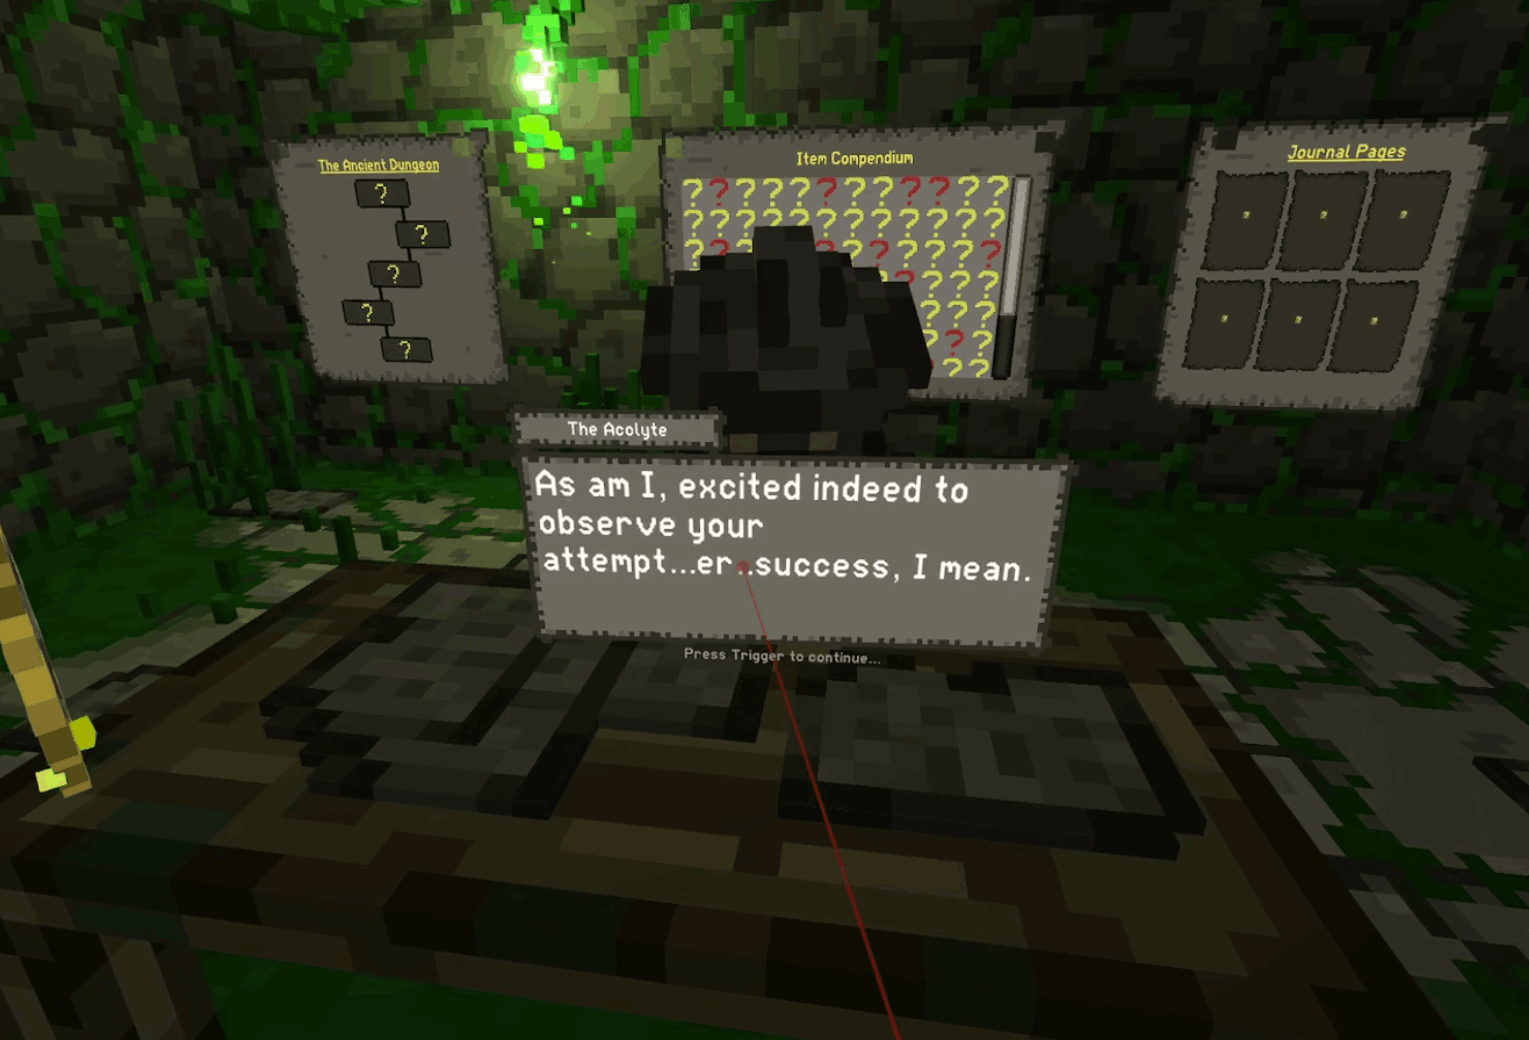 The Ancient Dungeon
?
?
?
?
?
Item Compendium
? ? ? ? ? ? ? ? ? ? ? ?
? ? ? ? ? ? ? ? ? ? ? ?
Journal Pages
The Acolyte
As am I, excited indeed to
observe your
attempt...er...success, I mean.
Press Trigger to continue...